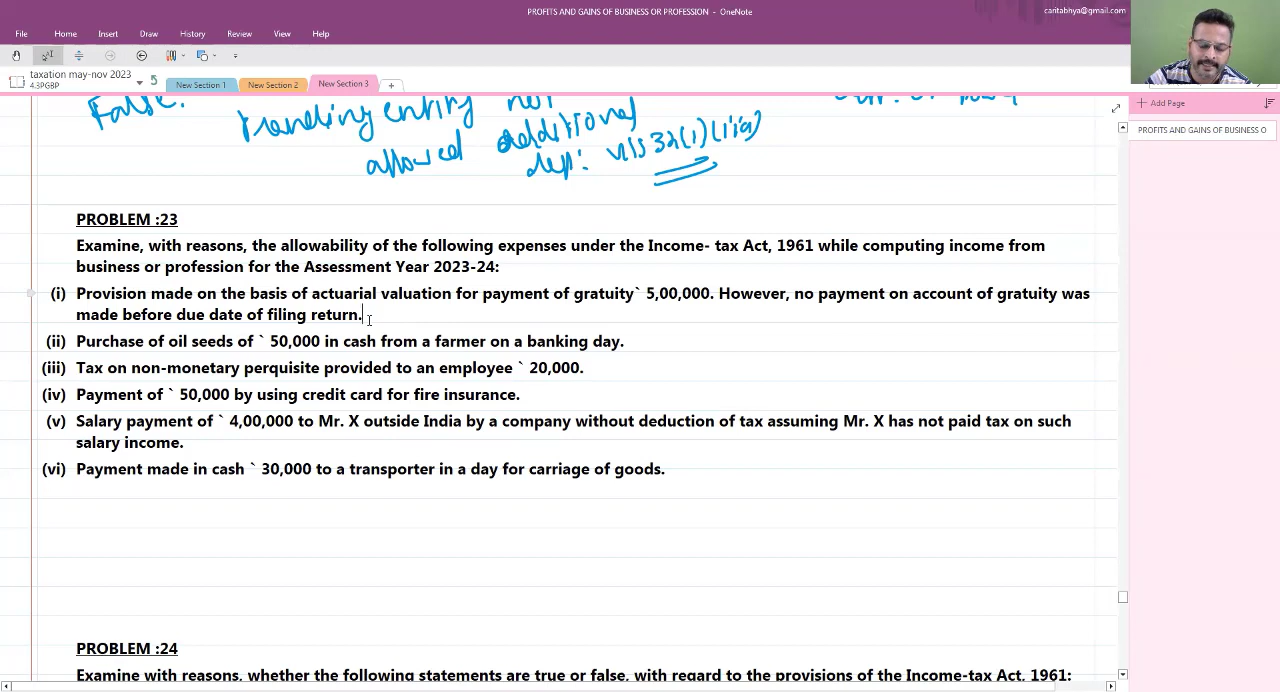 PROFITS AND GAINS OF BUSINESS OR PROFESSION - OneNote
caritabhya@gmail.com
File Home Insert Draw History Review View Help
taxation may-nov 2023
4.3PGBP
5
New Section 1 New Section 2 New Section 3 +
+ Add Page
PROFITS AND GAINS OF BUSINESS O
False.
entity not
allowed additional
dep: u/s 32(1)(iia)
PROBLEM :23
Examine, with reasons, the allowability of the following expenses under the Income- tax Act, 1961 while computing income from
business or profession for the Assessment Year 2023-24:
(i) Provision made on the basis of actuarial valuation for payment of gratuity` 5,00,000. However, no payment on account of gratuity was
made before due date of filing return.
(ii) Purchase of oil seeds of ` 50,000 in cash from a farmer on a banking day.
(iii) Tax on non-monetary perquisite provided to an employee ` 20,000.
(iv) Payment of ` 50,000 by using credit card for fire insurance.
(v) Salary payment of ` 4,00,000 to Mr. X outside India by a company without deduction of tax assuming Mr. X has not paid tax on such
salary income.
(vi) Payment made in cash ` 30,000 to a transporter in a day for carriage of goods.
PROBLEM :24
Examine with reasons, whether the following statements are true or false, with regard to the provisions of the Income-tax Act, 1961: